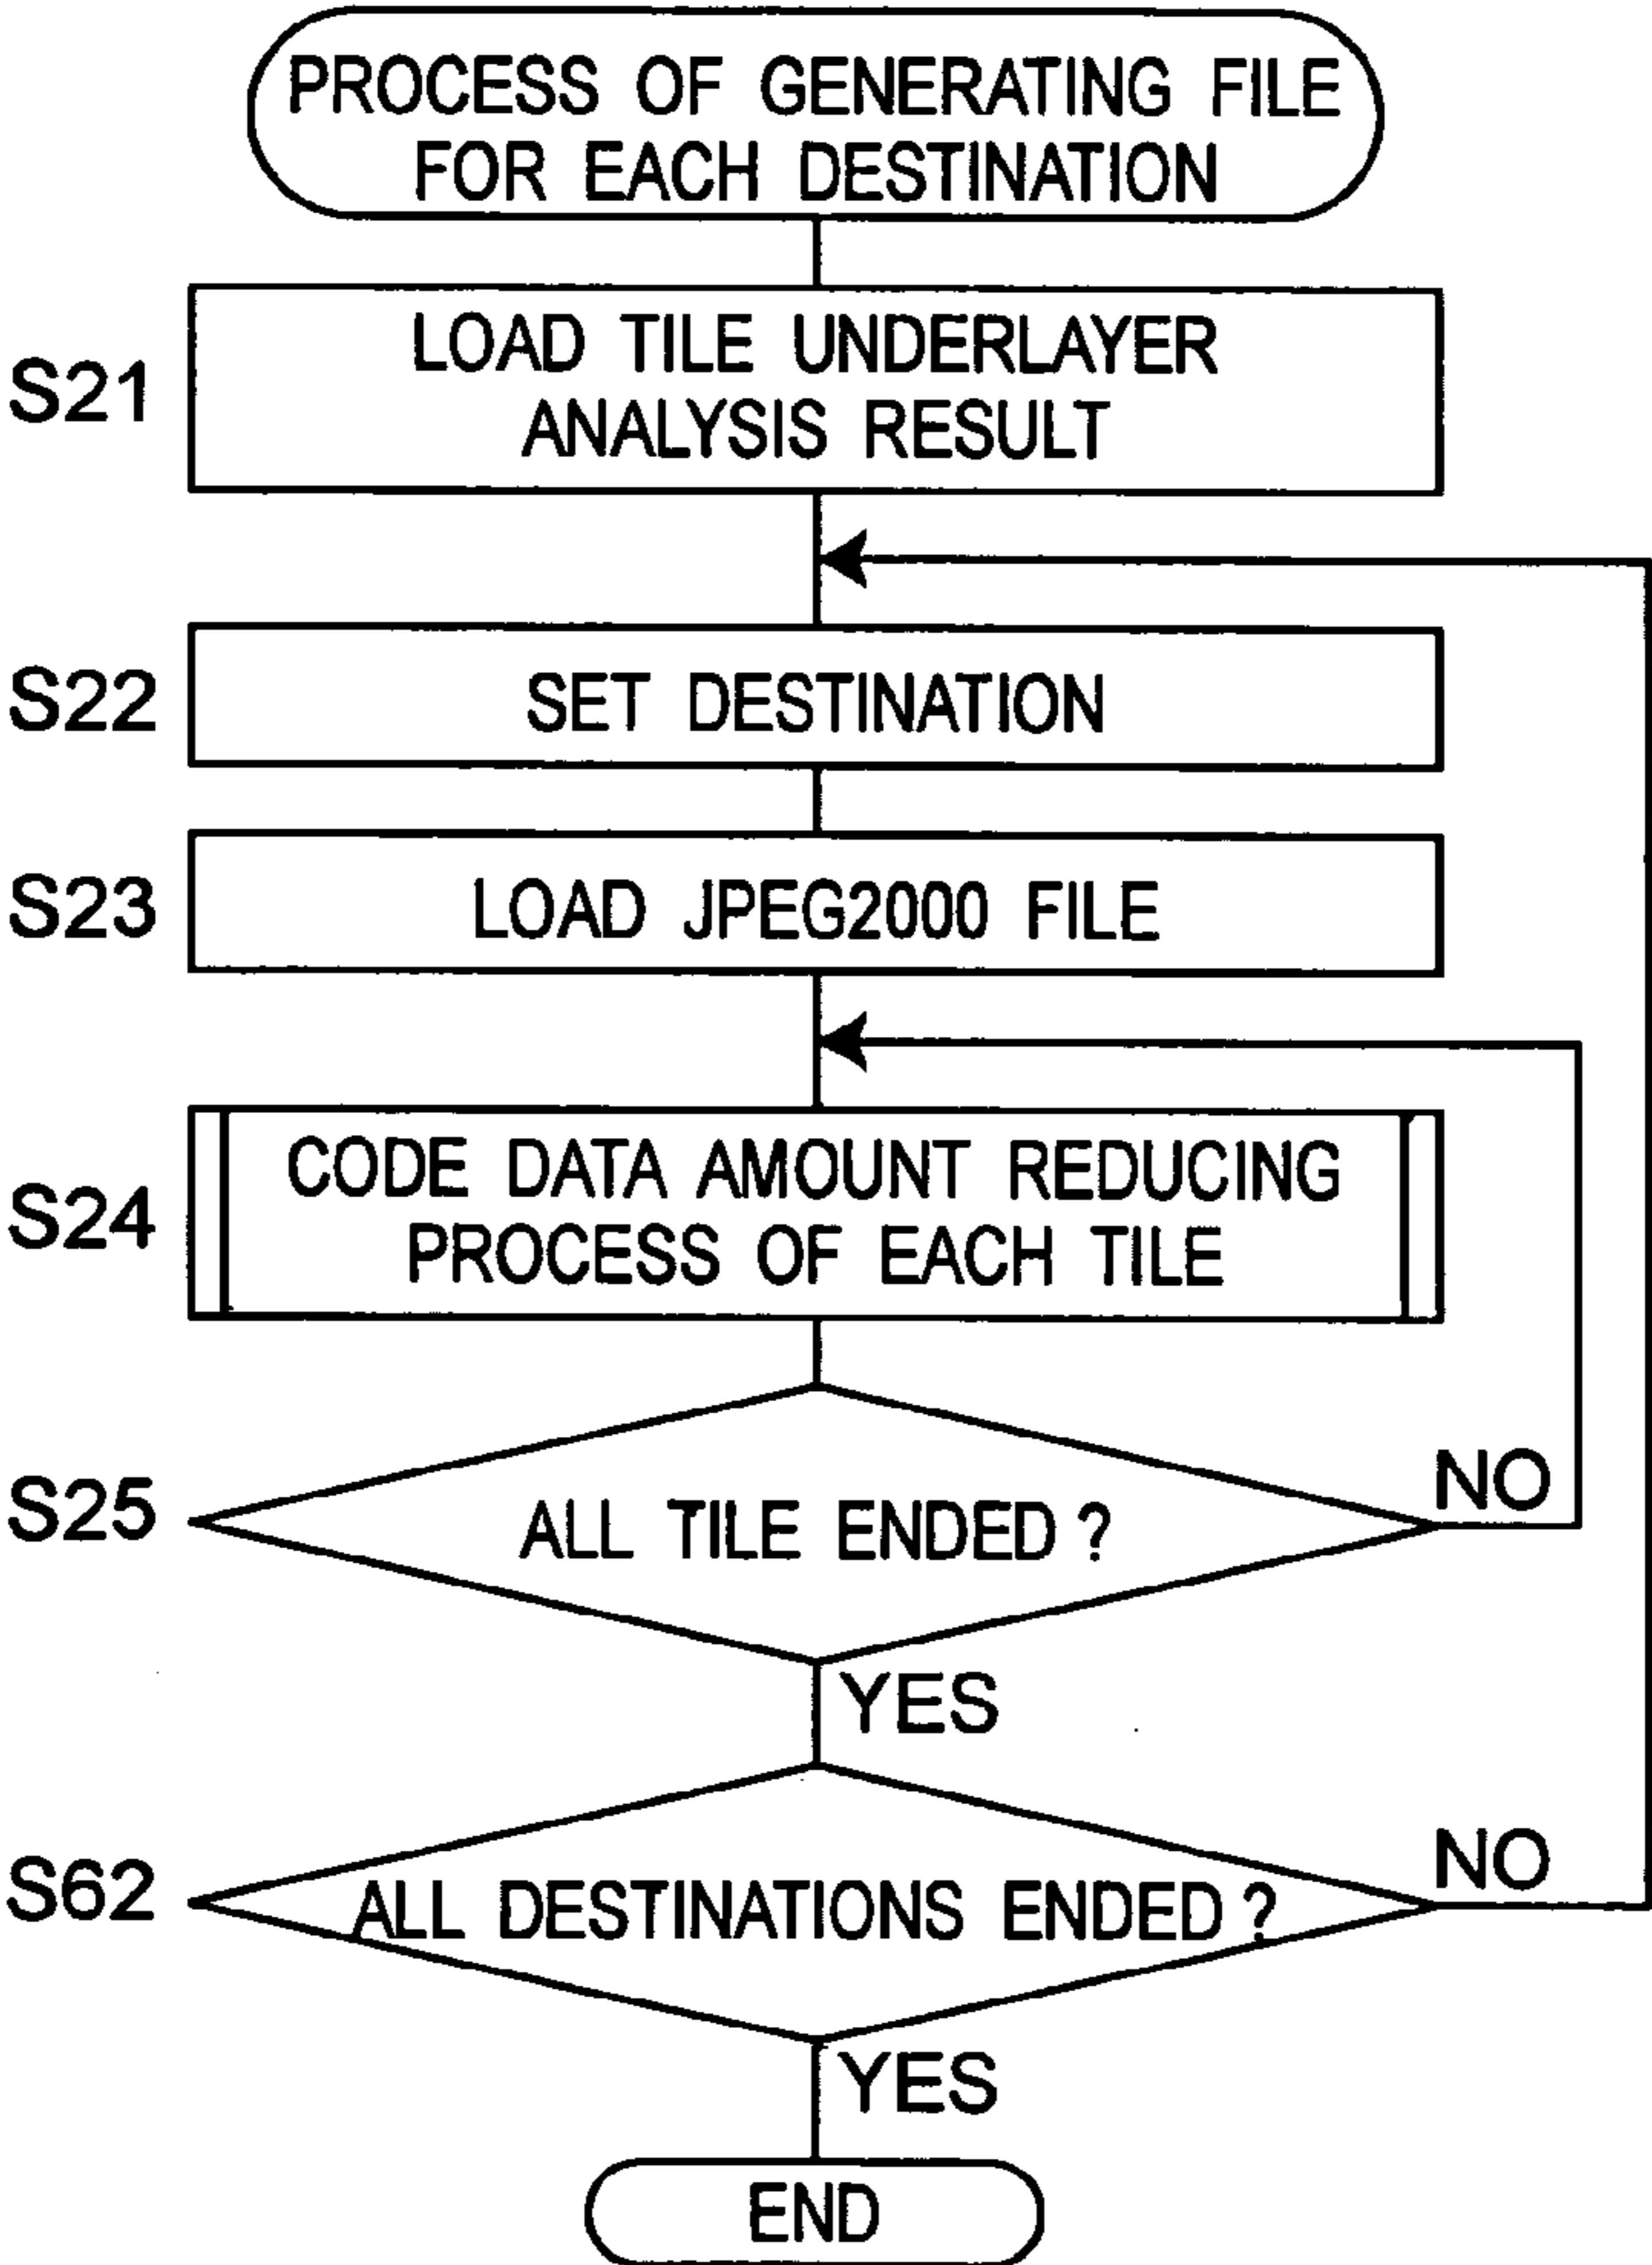 PROCESS OF GENERATING FILE
FOR EACH DESTINATION
S21
LOAD TILE UNDERLAYER
ANALYSIS RESULT
S22
SET DESTINATION
S23
LOAD JPEG2000 FILE
S24
CODE DATA AMOUNT REDUCING
PROCESS OF EACH TILE
S25
ALL TILE ENDED ?
NO
YES
S62
ALL DESTINATIONS ENDED ?
NO
YES
END